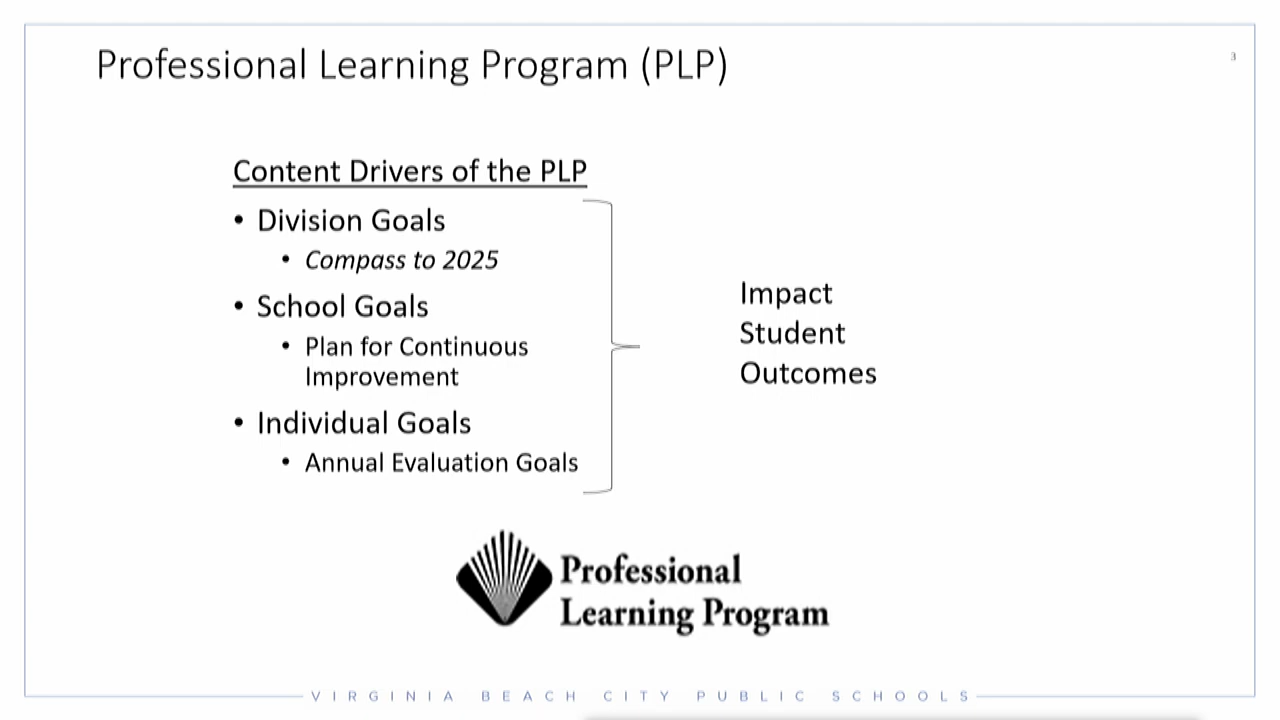 Professional Learning Program (PLP)
3
Content Drivers of the PLP
• Division Goals
• Compass to 2025
• School Goals
• Plan for Continuous
Improvement
• Individual Goals
• Annual Evaluation Goals
Impact
Student
Outcomes
Professional
Learning Program
VIRGINIA BEACH CITY PUBLIC SCHOOLS